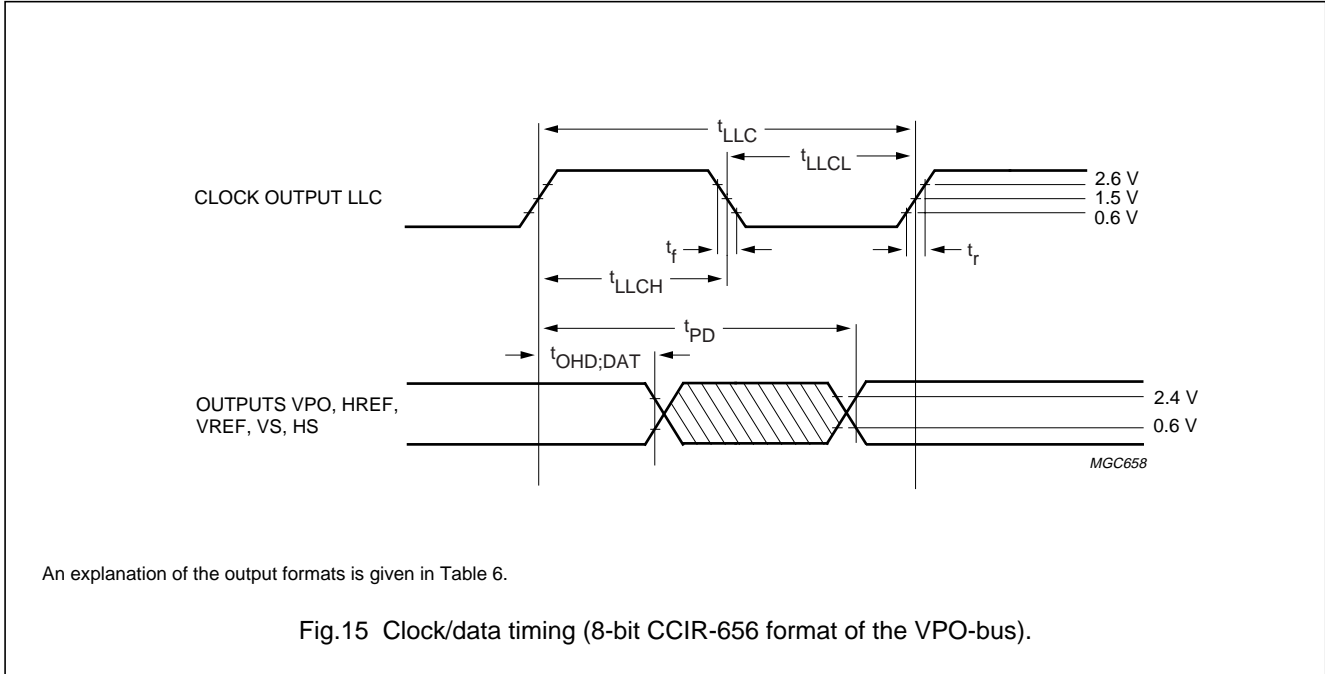 tLLC
tLLCL
CLOCK OUTPUT LLC
2.6 V
1.5 V
0.6 V
tf
tr
tLLCH
tPD
tOHD;DAT
OUTPUTS VPO, HREF,
VREF, VS, HS
2.4 V
0.6 V
MGC658
An explanation of the output formats is given in Table 6.
Fig.15 Clock/data timing (8-bit CCIR-656 format of the VPO-bus).